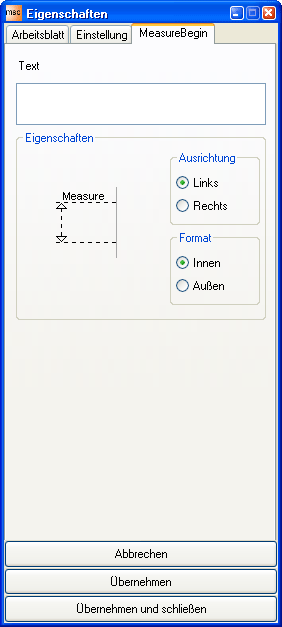 msc Eigenschaften
Arbeitsblatt Einstellung MeasureBegin
Text
Eigenschaften
Ausrichtung
Links
Rechts
Measure
Format
Innen
Außen
Abbrechen
Übernehmen
Übernehmen und schließen